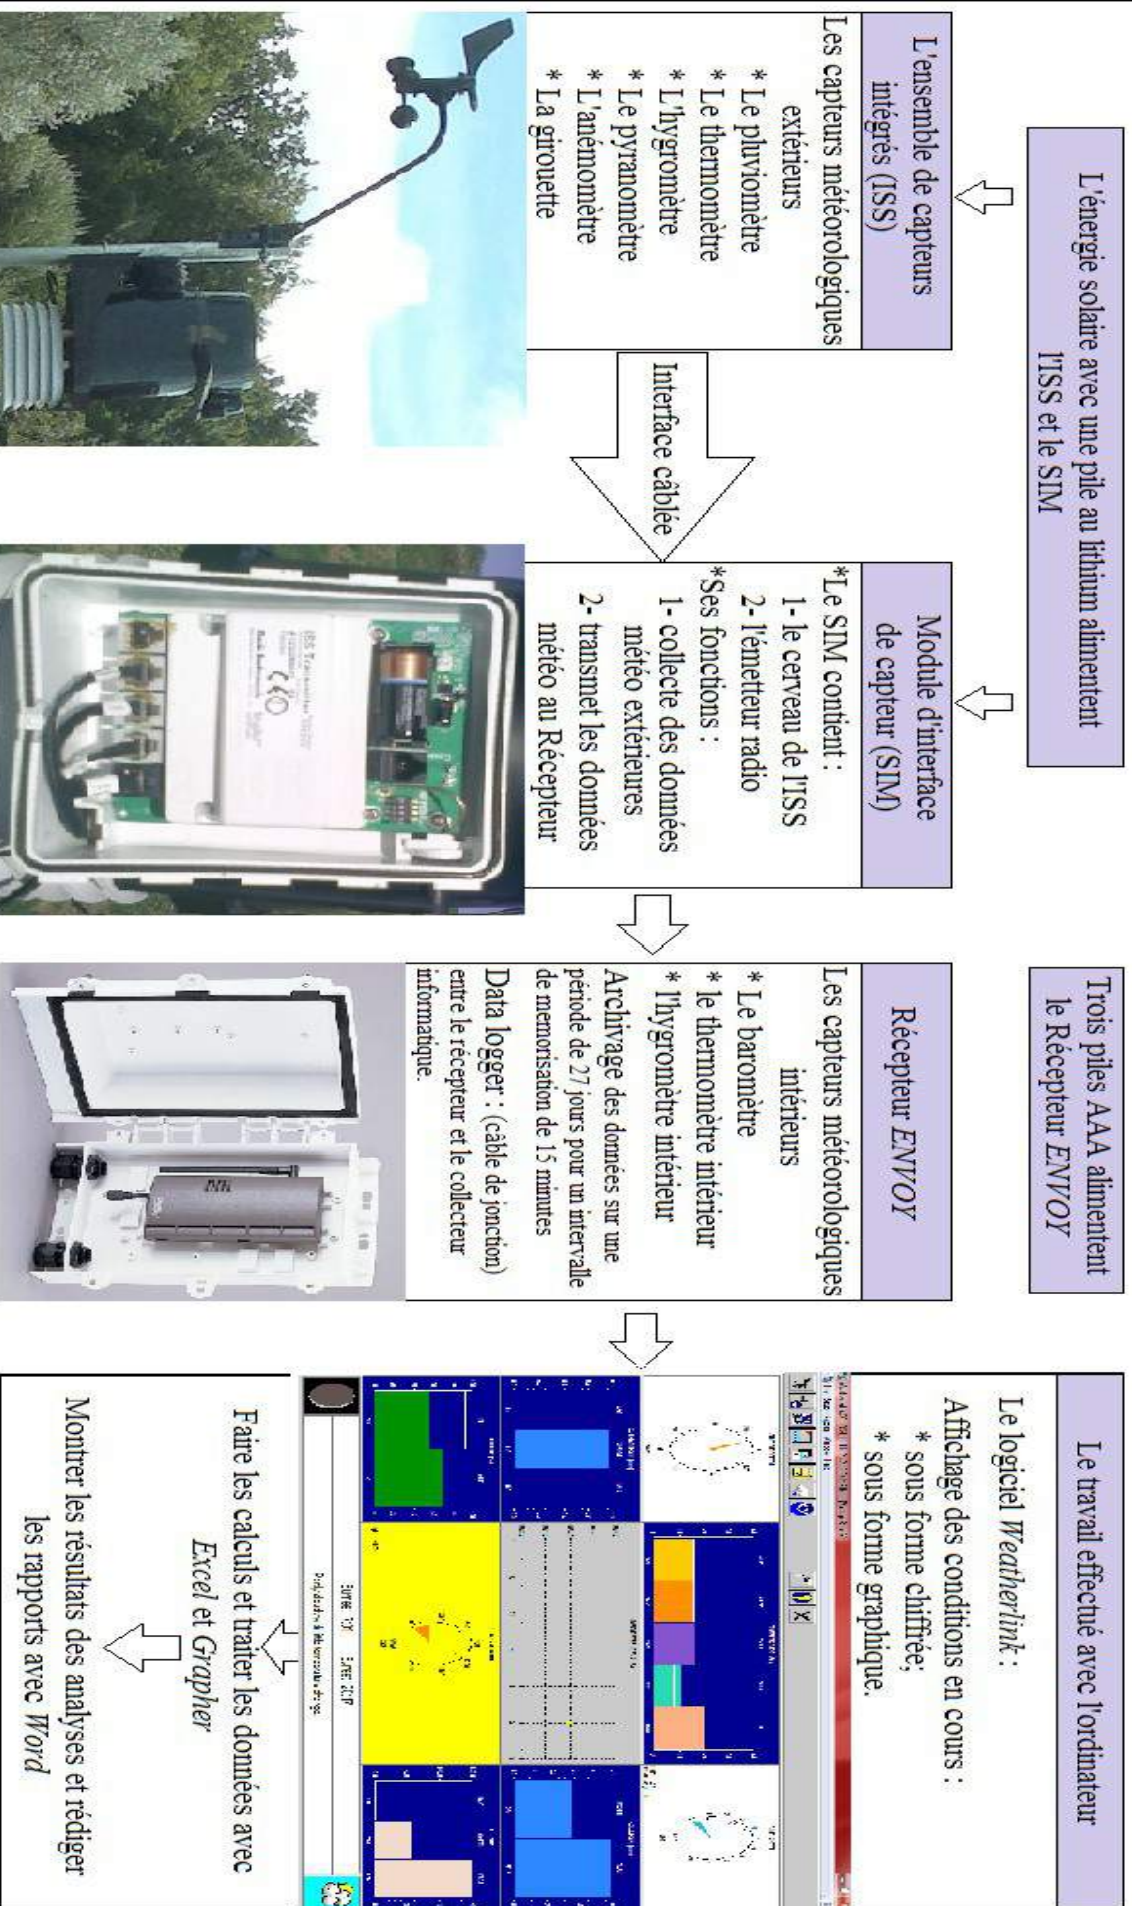 L'énergie solaire avec une pile au lithium alimentent
l'ISS et le SIM
Trois piles AAA alimentent
le Récepteur ENVOY
L'ensemble de capteurs
intégrés (ISS)
Les capteurs météorologiques
extérieurs
* Le pluviomètre
* Le thermomètre
* L'hygromètre
* Le pyranomètre
* L'anémomètre
* La girouette
Interface câblée
Module d'interface
de capteur (SIM)
*Le SIM contient :
1- le cerveau de l'ISS
2- l'émetteur radio
*Ses fonctions :
1- collecte des données
météo extérieures
2- transmet les données
météo au Récepteur
ISS Transmitter
Récepteur ENVOY
Les capteurs météorologiques
intérieurs
* Le baromètre
* le thermomètre intérieur
* l'hygromètre intérieur
Archivage des données sur une
période de 27 jours pour un intervalle
de memorisation de 15 minutes
Data logger : (câble de jonction)
entre le récepteur et le collecteur
informatique.
Le travail effectué avec l'ordinateur
Le logiciel Weatherlink :
Affichage des conditions en cours :
* sous forme chiffrée;
* sous forme graphique.
Faire les calculs et traiter les données avec
Excel et Grapher
Montrer les résultats des analyses et rédiger
les rapports avec Word